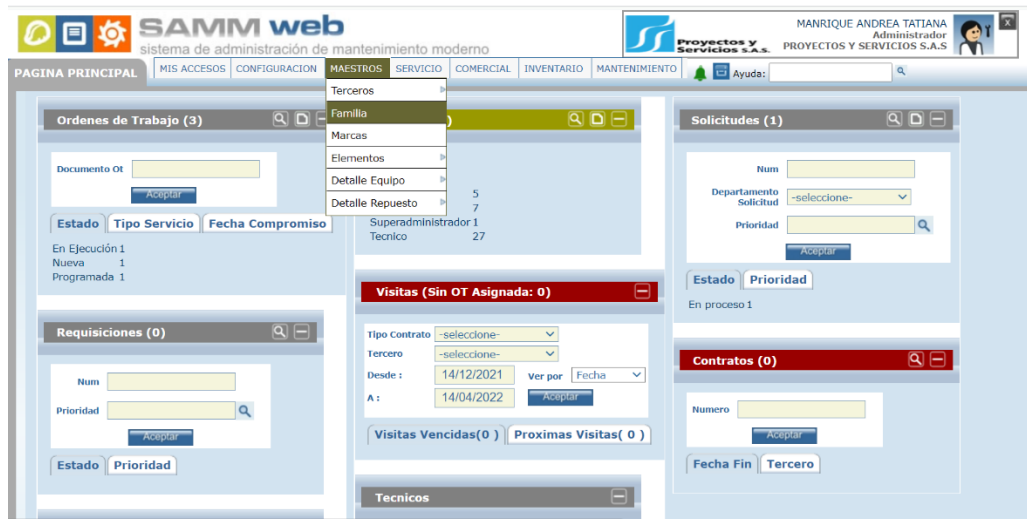 SAMM web
sistema de administración de mantenimiento moderno
Proyectos y
Servicios S.A.S.
MANRIQUE ANDREA TATIANA
Administrador
PROYECTOS Y SERVICIOS S.A.S
X
PAGINA PRINCIPAL
MIS ACCESOS
CONFIGURACION
MAESTROS
SERVICIO
COMERCIAL
INVENTARIO
MANTENIMIENTO
Ayuda:
Terceros
Familia
Marcas
Elementos
Detalle Equipo
Detalle Repuesto
Ordenes de Trabajo (3)
Documento Ot
Aceptar
Estado
Tipo Servicio
Fecha Compromiso
En Ejecución 1
Nueva 1
Programada 1
Requisiciones (0)
Num
Prioridad
Aceptar
Estado
Prioridad
)
5
7
Superadministrador 1
Tecnico 27
Visitas (Sin OT Asignada: 0)
Tipo Contrato -seleccione-
Tercero -seleccione-
Desde : 14/12/2021 Ver por Fecha
A : 14/04/2022 Aceptar
Visitas Vencidas(0 )
Proximas Visitas( 0 )
Tecnicos
Solicitudes (1)
Num
Departamento
Solicitud -seleccione-
Prioridad
Aceptar
Estado
Prioridad
En proceso 1
Contratos (0)
Numero
Aceptar
Fecha Fin
Tercero